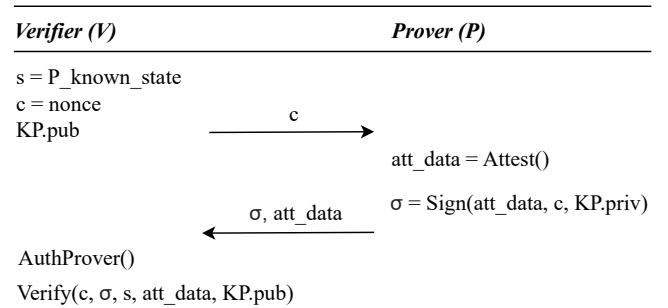 Verifier (V) Prover (P)
s = P_known_state
c = nonce
KP.pub
c
att_data = Attest()
σ = Sign(att_data, c, KP.priv)
σ, att_data
AuthProver()
Verify(c, σ, s, att_data, KP.pub)